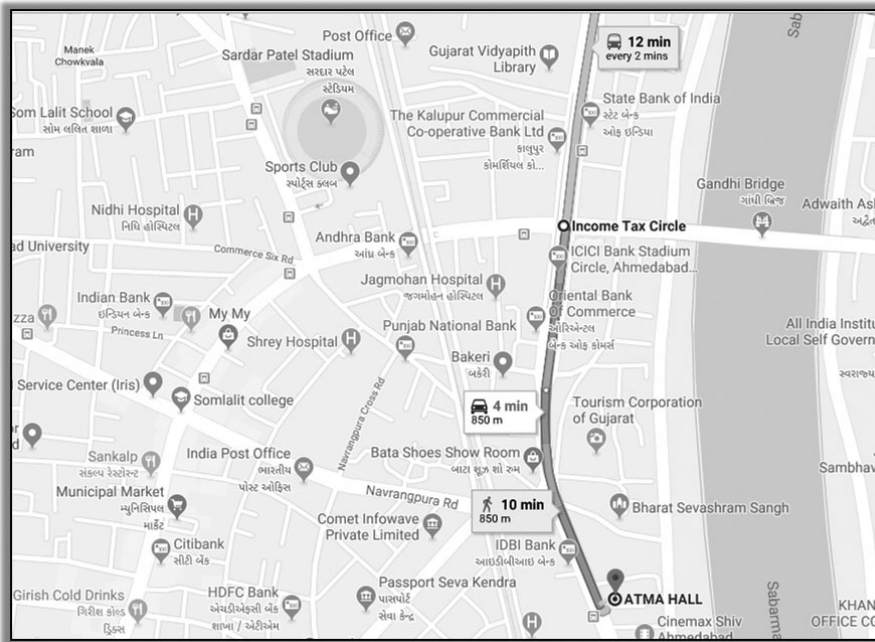 Post Office
Manek
Chowkvala
Sardar Patel Stadium
સરદાર પટેલ
સ્ટેડિયમ
Gujarat Vidyapith
Library
12 min
every 2 mins
Som Lalit School
સોમ લલિત શાળા
State Bank of India
સ્ટેટ બેન્ક
ઓફ ઇન્ડિયા
The Kalupur Commercial
Co-operative Bank Ltd
કાલુપુર
કોમર્શિયલ કો...
Sports Club
સ્પોર્ટ્સ ક્લબ
Gandhi Bridge
ગાંધી બ્રિજ
Nidhi Hospital
નિધિ હોસ્પિટલ
Income Tax Circle
Andhra Bank
આંધ્ર બેન્ક
University
Commerce Six Rd
ICICI Bank Stadium
Circle, Ahmedabad...
Jagmohan Hospital
જગમોહન હોસ્પિટલ
Indian Bank
ઇન્ડિયન બેન્ક
My My
Princess Ln
Oriental Bank
Of Commerce
ઓરિએન્ટલ
બેન્ક ઓફ કોમર્સ
Punjab National Bank
Shrey Hospital
Bakeri
બકેરી
All India
Local Self
Service Center (Iris)
Somlalit college
4 min
850 m
Tourism Corporation
of Gujarat
Navrangpura Cross Rd
Bata Shoes Show Room
બાટા શૂઝ શો રુમ
India Post Office
ભારતીય
પોસ્ટ ઓફિસ
Sankalp
સંકલ્પ રેસ્ટોરન્ટ
Municipal Market
મ્યુનિસિપલ
માર્કેટ
Navrangpura Rd
10 min
850 m
Bharat Sevashram Sangh
Comet Infowave
Private Limited
Citibank
સીટી બેંક
IDBI Bank
આઇડીબીઆઇ બેન્ક
Passport Seva Kendra
પાસપોર્ટ
સેવા કેન્દ્ર
HDFC Bank
એચડીએફસી બેંક
શાખા / એટીએમ
Girish Cold Drinks
ગિરીશ કોલ્ડ
ડ્રિંક્સ
ATMA HALL
Cinemax Shiv
Ahmedabad
OFFICE